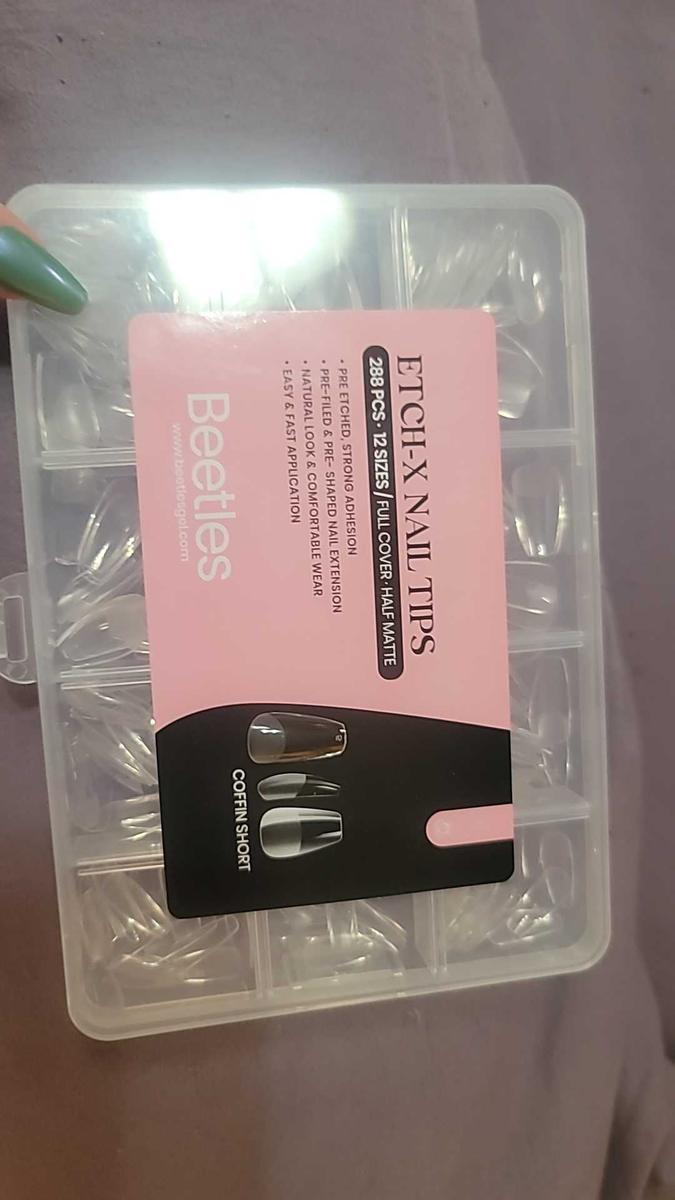 ETCH-X NAIL TIPS
288 PCS · 12 SIZES / FULL COVER · HALF MATTE
• PRE ETCHED, STRONG ADHESION
• PRE-FILED & PRE- SHAPED NAIL EXTENSION
• NATURAL LOOK & COMFORTABLE WEAR
• EASY & FAST APPLICATION
Beetles
www.beetlesgel.com
COFFIN SHORT